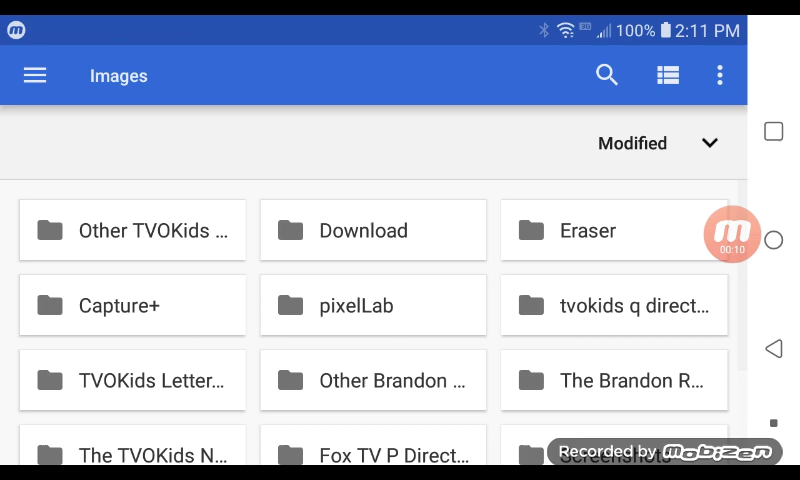 100% 2:11 PM
Images
Modified
Other TVOKids ...
Download
Eraser
00:10
Capture+
pixelLab
tvokids q direct...
TVOKids Letter...
Other Brandon ...
The Brandon R...
The TVOKids N...
Fox TV P Direct...
Screenshots
Recorded by Mobizen